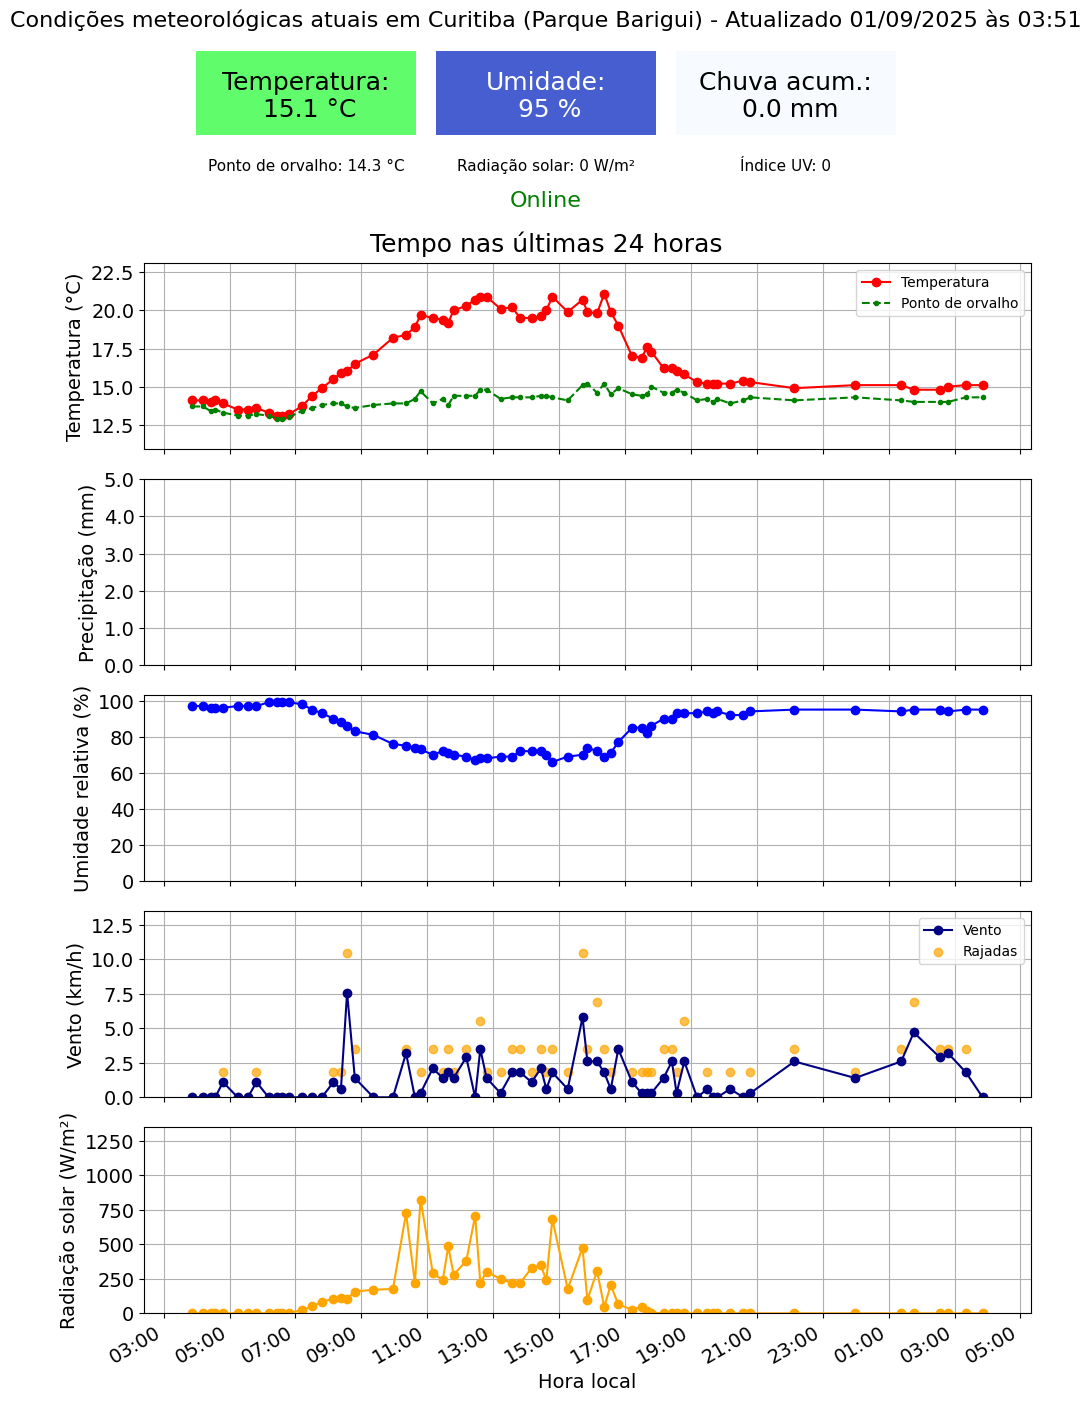 Condições meteorológicas atuais em Curitiba (Parque Barigui) - Atualizado 01/09/2025 às 03:51
Temperatura:
15.1 °C
Umidade:
95 %
Chuva acum.:
0.0 mm
Ponto de orvalho: 14.3 °C
Radiação solar: 0 W/m²
Índice UV: 0
Online
Tempo nas últimas 24 horas
Temperatura (°C)
22.5
20.0
17.5
15.0
12.5
Temperatura
Ponto de orvalho
Precipitação (mm)
5.0
4.0
3.0
2.0
1.0
0.0
Umidade relativa (%)
100
80
60
40
20
0
Vento (km/h)
12.5
10.0
7.5
5.0
2.5
0.0
Vento
Rajadas
Radiação solar (W/m²)
1250
1000
750
500
250
0
03:00
05:00
07:00
09:00
11:00
13:00
15:00
17:00
19:00
21:00
23:00
01:00
03:00
05:00
Hora local